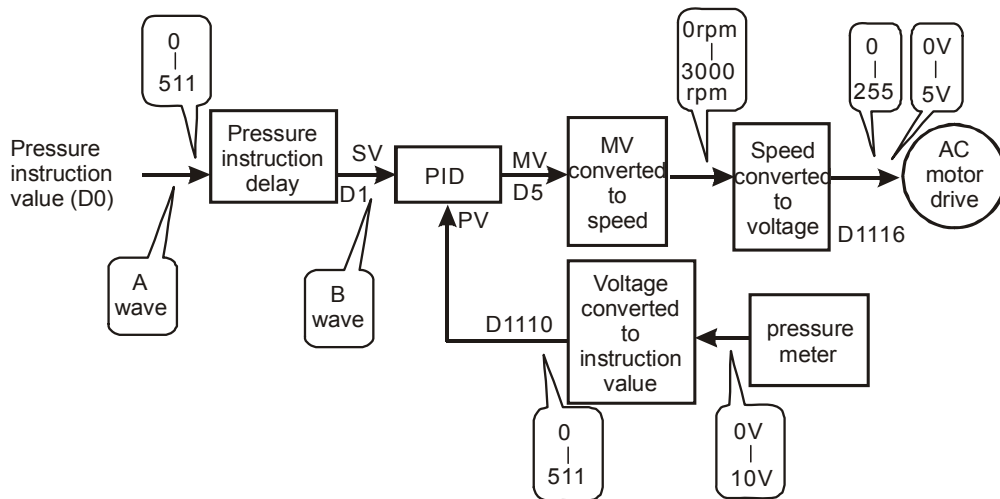 0
511
0rpm
3000
rpm
0
255
0V
5V
Pressure
instruction
value (D0)
Pressure
instruction
delay
SV
D1
PID
MV
D5
PV
MV
converted
to
speed
Speed
converted
to
voltage
D1116
AC
motor
drive
A
wave
B
wave
D1110
Voltage
converted
to
instruction
value
pressure
meter
0
511
0V
10V